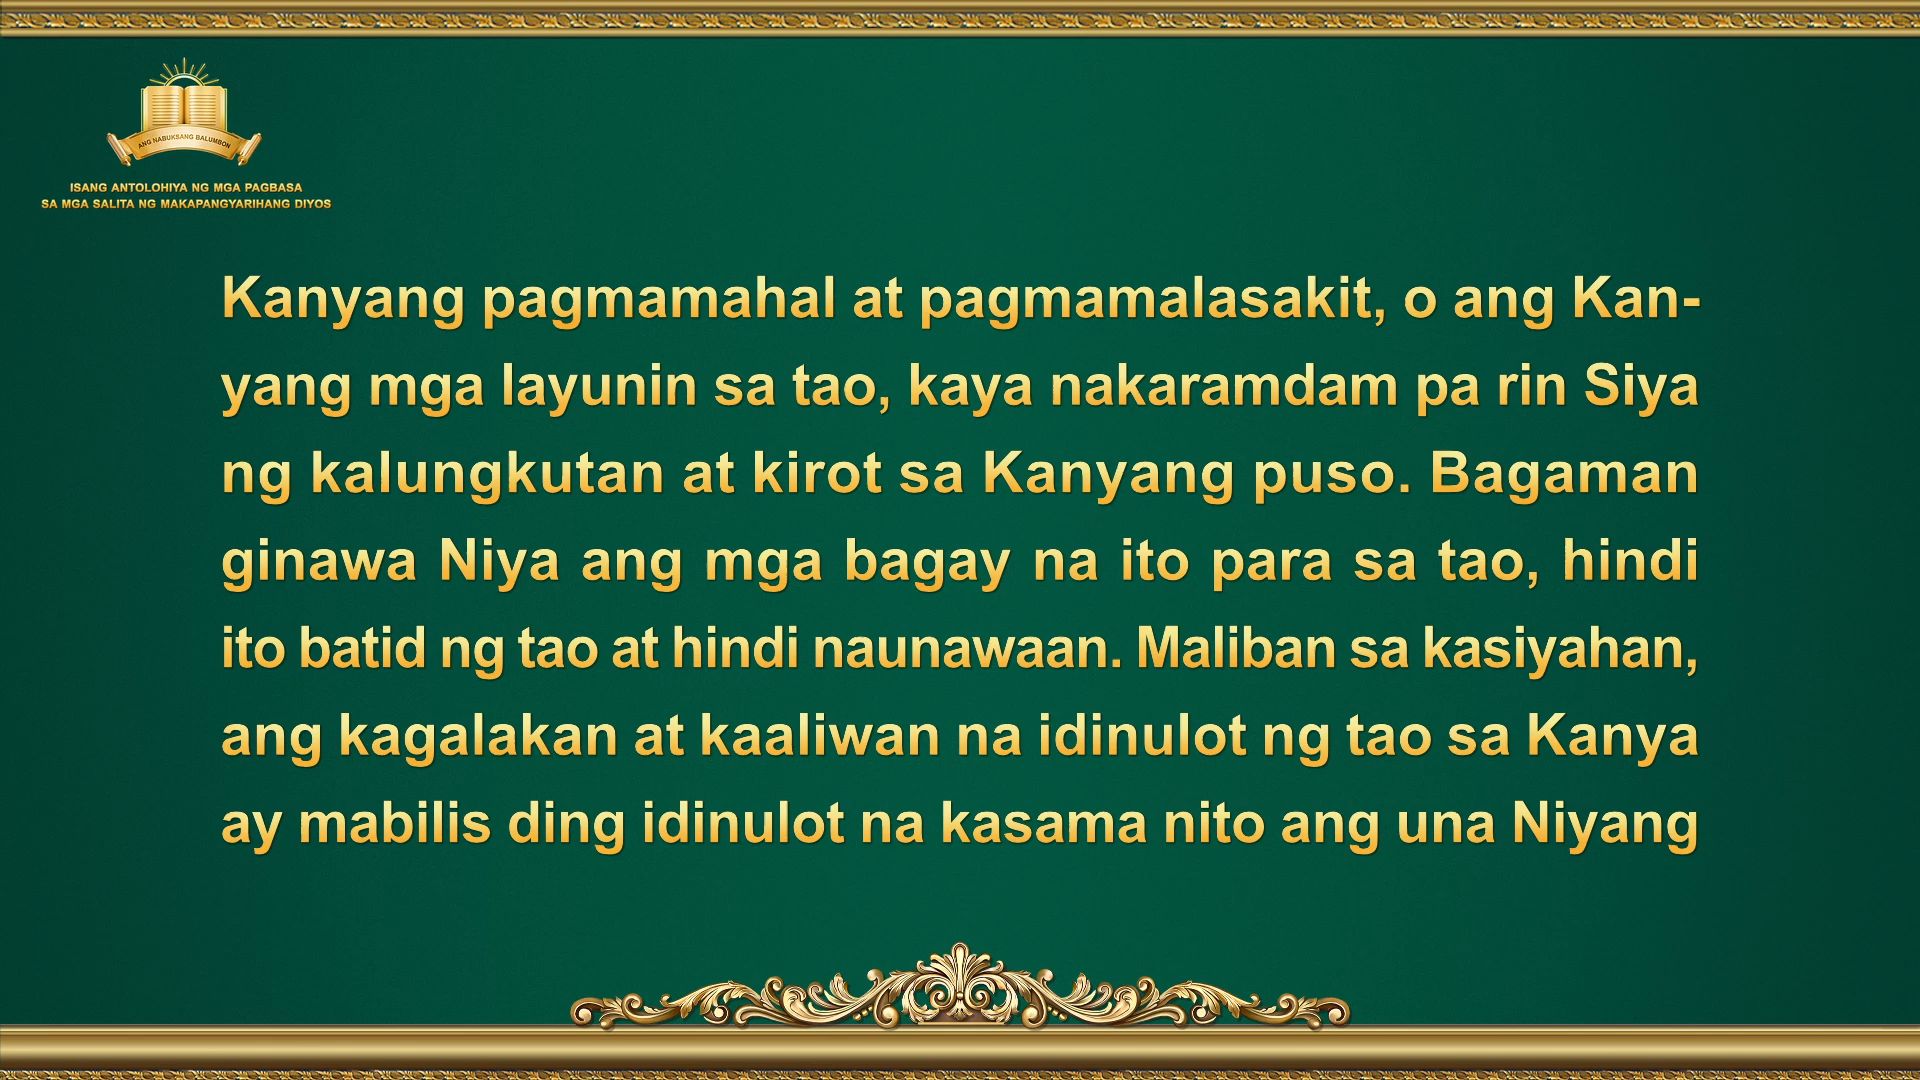 ANG NABUKSANG BALUMBON
ISANG ANTOLOHIYA NG MGA PAGBASA
SA MGA SALITA NG MAKAPANGYARIHANG DIYOS
Kanyang pagmamahal at pagmamalasakit, o ang Kan-
yang mga layunin sa tao, kaya nakaramdam pa rin Siya
ng kalungkutan at kirot sa Kanyang puso. Bagaman
ginawa Niya ang mga bagay na ito para sa tao, hindi
ito batid ng tao at hindi naunawaan. Maliban sa kasiyahan,
ang kagalakan at kaaliwan na idinulot ng tao sa Kanya
ay mabilis ding idinulot na kasama nito ang una Niyang